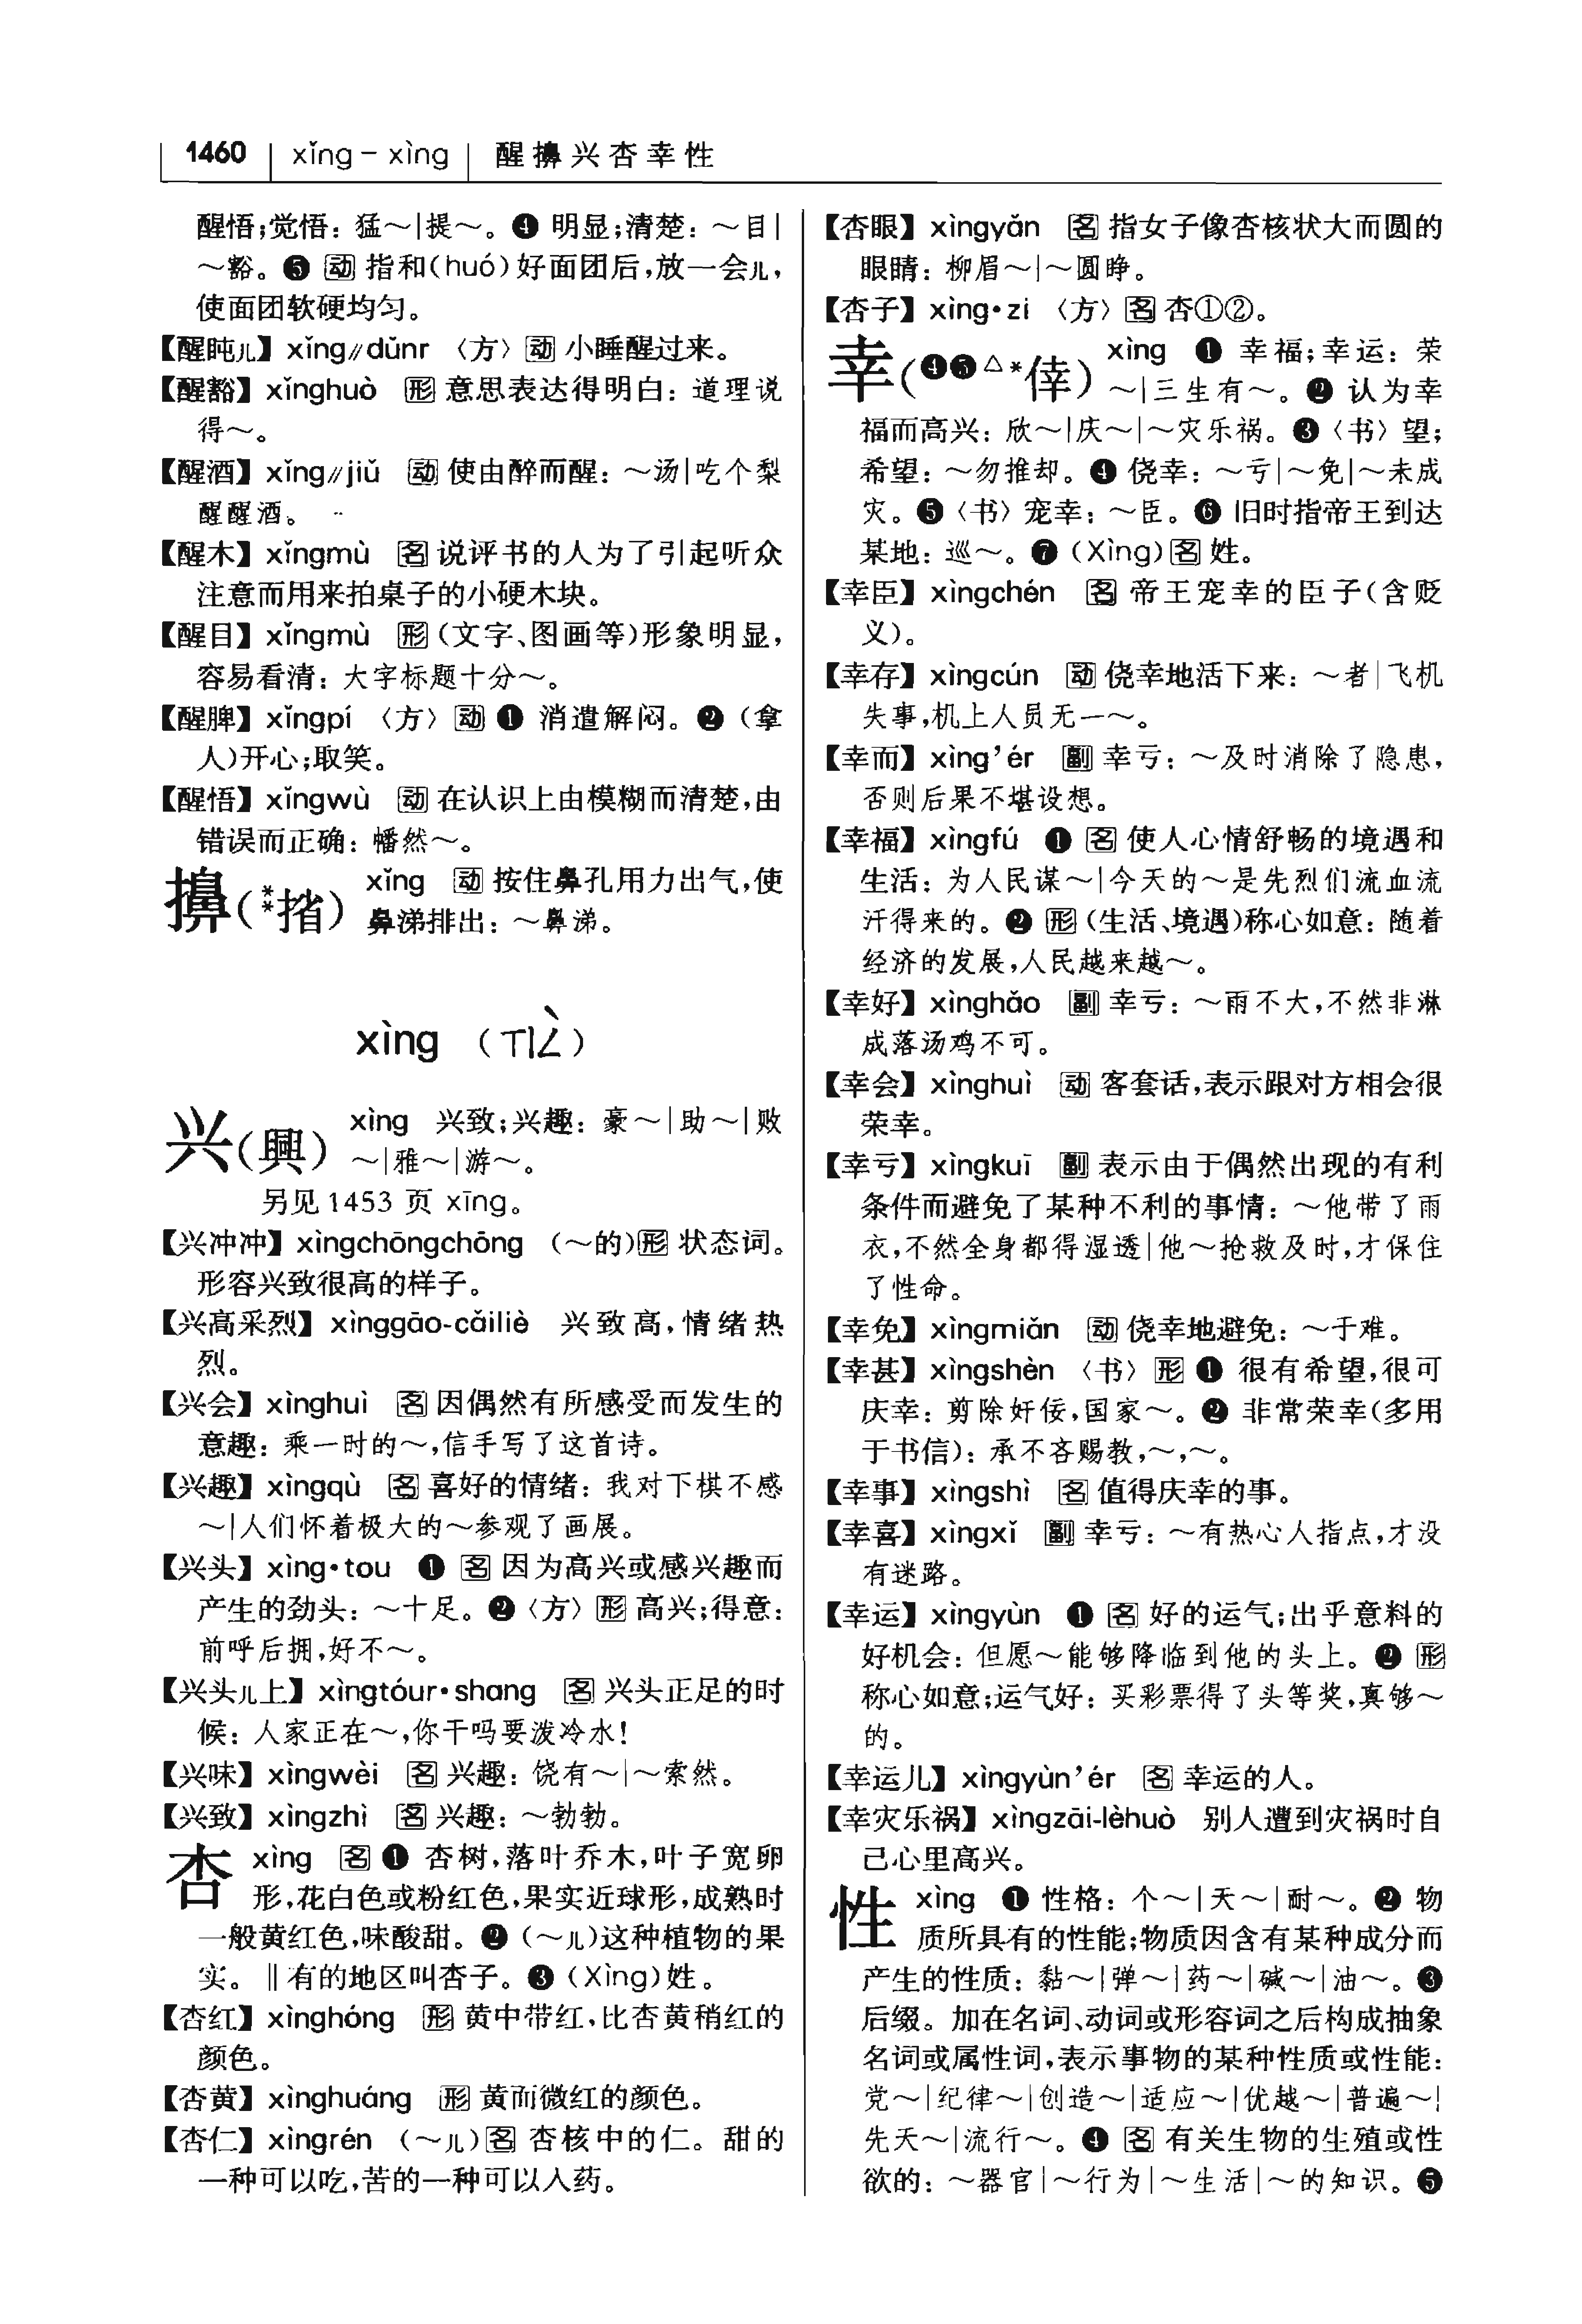 1460 xǐng－xìng 醒擤兴杏幸性
醒悟;觉悟：猛～|提～。❹ 明显;清楚：～目|
～豁。❺ 动 指和(huó)好面团后,放一会儿,
使面团软硬均匀。
【醒盹儿】xǐng∥dǔnr 〈方〉动 小睡醒过来。
【醒豁】xǐnghuò 形 意思表达得明白：道理说
得～。
【醒酒】xǐng∥jiǔ 动 使由醉而醒：～汤|吃个梨
醒醒酒。
【醒木】xǐngmù 名 说评书的人为了引起听众
注意而用来拍桌子的小硬木块。
【醒目】xǐngmù 形 (文字、图画等)形象明显,
容易看清：大字标题十分～。
【醒脾】xǐngpí 〈方〉动 ❶ 消遣解闷。❷ (拿
人)开心;取笑。
【醒悟】xǐngwù 动 在认识上由模糊而清楚,由
错误而正确：幡然～。
擤(**㨘) xǐng 动 按住鼻孔用力出气,使
鼻涕排出：～鼻涕。
xìng （ㄒㄧㄥˋ）
兴(興) xìng 兴致;兴趣：豪～|助～|败
～|雅～|游～。
另见 1453 页 xīng。
【兴冲冲】xìngchōngchōng (～的)形 状态词。
形容兴致很高的样子。
【兴高采烈】xìnggāo-cǎiliè 兴致高,情绪热
烈。
【兴会】xìnghuì 名 因偶然有所感受而发生的
意趣：乘一时的～,信手写了这首诗。
【兴趣】xìngqù 名 喜好的情绪：我对下棋不感
～|人们怀着极大的～参观了画展。
【兴头】xìng·tou ❶ 名 因为高兴或感兴趣而
产生的劲头：～十足。❷〈方〉形 高兴;得意：
前呼后拥,好不～。
【兴头儿上】xìngtóur·shang 名 兴头正足的时
候：人家正在～,你干吗要泼冷水!
【兴味】xìngwèi 名 兴趣：饶有～|～索然。
【兴致】xìngzhì 名 兴趣：～勃勃。
杏 xìng 名 ❶ 杏树,落叶乔木,叶子宽卵
形,花白色或粉红色,果实近球形,成熟时
一般黄红色,味酸甜。❷ (～儿)这种植物的果
实。‖有的地区叫杏子。❸ (Xìng)姓。
【杏红】xìnghóng 形 黄中带红,比杏黄稍红的
颜色。
【杏黄】xìnghuáng 形 黄而微红的颜色。
【杏仁】xìngrén (～儿)名 杏核中的仁。甜的
一种可以吃,苦的一种可以入药。
【杏眼】xìngyǎn 名 指女子像杏核状大而圆的
眼睛：柳眉～|～圆睁。
【杏子】xìng·zi 〈方〉名 杏①②。
幸(❹❺△*倖) xìng ❶ 幸福;幸运：荣
～|三生有～。❷ 认为幸
福而高兴：欣～|庆～|～灾乐祸。❸〈书〉望;
希望：～勿推却。❹ 侥幸：～亏|～免|～未成
灾。❺〈书〉宠幸：～臣。❻ 旧时指帝王到达
某地：巡～。❼ (Xìng)名 姓。
【幸臣】xìngchén 名 帝王宠幸的臣子(含贬
义)。
【幸存】xìngcún 动 侥幸地活下来：～者|飞机
失事,机上人员无一～。
【幸而】xìng’ér 副 幸亏：～及时消除了隐患,
否则后果不堪设想。
【幸福】xìngfú ❶ 名 使人心情舒畅的境遇和
生活：为人民谋～|今天的～是先烈们流血流
汗得来的。❷ 形 (生活、境遇)称心如意：随着
经济的发展,人民越来越～。
【幸好】xìnghǎo 副 幸亏：～雨不大,不然非淋
成落汤鸡不可。
【幸会】xìnghuì 动 客套话,表示跟对方相会很
荣幸。
【幸亏】xìngkuī 副 表示由于偶然出现的有利
条件而避免了某种不利的事情：～他带了雨
衣,不然全身都得湿透|他～抢救及时,才保住
了性命。
【幸免】xìngmiǎn 动 侥幸地避免：～于难。
【幸甚】xìngshèn 〈书〉形 ❶ 很有希望,很可
庆幸：剪除奸佞,国家～。❷ 非常荣幸(多用
于书信)：承不吝赐教,～,～。
【幸事】xìngshì 名 值得庆幸的事。
【幸喜】xìngxǐ 副 幸亏：～有热心人指点,才没
有迷路。
【幸运】xìngyùn ❶ 名 好的运气;出乎意料的
好机会：但愿～能够降临到他的头上。❷ 形
称心如意;运气好：买彩票得了头等奖,真够～
的。
【幸运儿】xìngyùn’ér 名 幸运的人。
【幸灾乐祸】xìngzāi-lèhuò 别人遭到灾祸时自
己心里高兴。
性 xìng ❶ 性格：个～|天～|耐～。❷ 物
质所具有的性能;物质因含有某种成分而
产生的性质：黏～|弹～|药～|碱～|油～。❸
后缀。加在名词、动词或形容词之后构成抽象
名词或属性词,表示事物的某种性质或性能：
党～|纪律～|创造～|适应～|优越～|普遍～|
先天～|流行～。❹ 名 有关生物的生殖或性
欲的：～器官|～行为|～生活|～的知识。❺